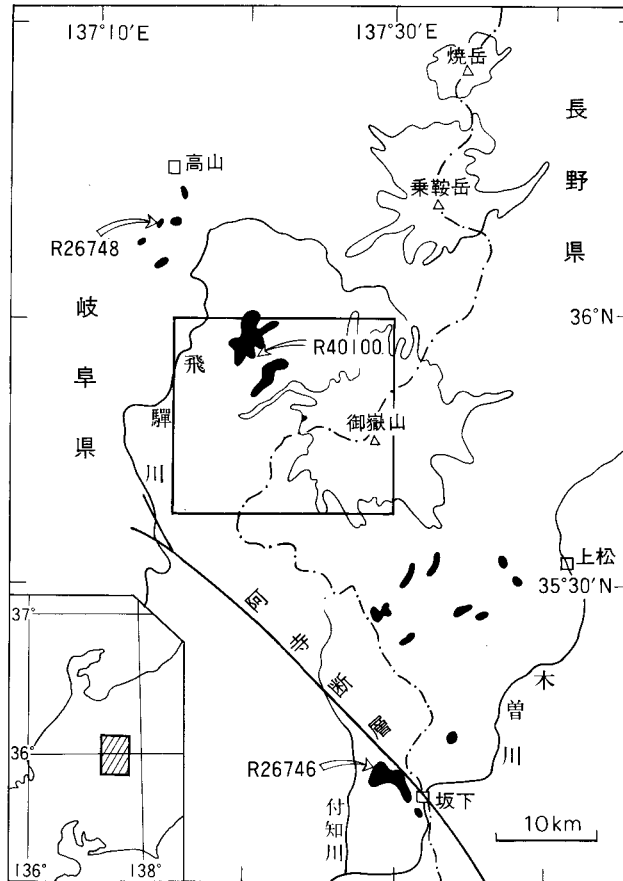 137°10′E
137°30′E
焼岳
長野県
高山
乗鞍岳
R26748
岐阜県
36°N
R40100
飛驒川
御嶽山
上松
35°30′N
阿寺断層
37°
木曽川
36°
R26746
坂下
付知川
10km
136°
138°